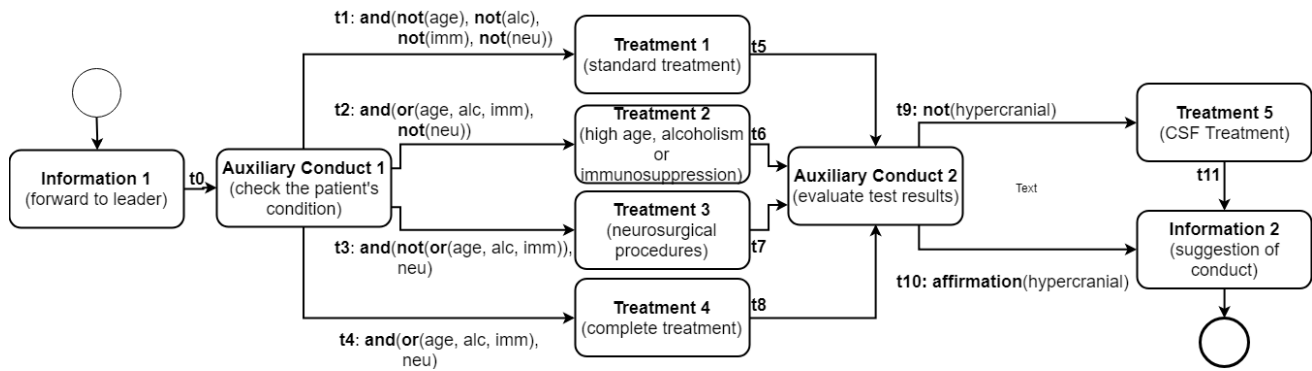 t1: and(not(age), not(alc),
not(imm), not(neu))
Treatment 1
(standard treatment)
t5
t2: and(or(age, alc, imm),
not(neu))
Treatment 2
(high age, alcoholism
or
immunosuppression)
t6
t9: not(hypercranial)
Treatment 5
(CSF Treatment)
Information 1
(forward to leader)
t0
Auxiliary Conduct 1
(check the patient's
condition)
Auxiliary Conduct 2
(evaluate test results)
Text
t11
t3: and(not(or(age, alc, imm)),
neu)
Treatment 3
(neurosurgical
procedures)
t7
Information 2
(suggestion of
conduct)
t10: affirmation(hypercranial)
t4: and(or(age, alc, imm),
neu)
Treatment 4
(complete treatment)
t8